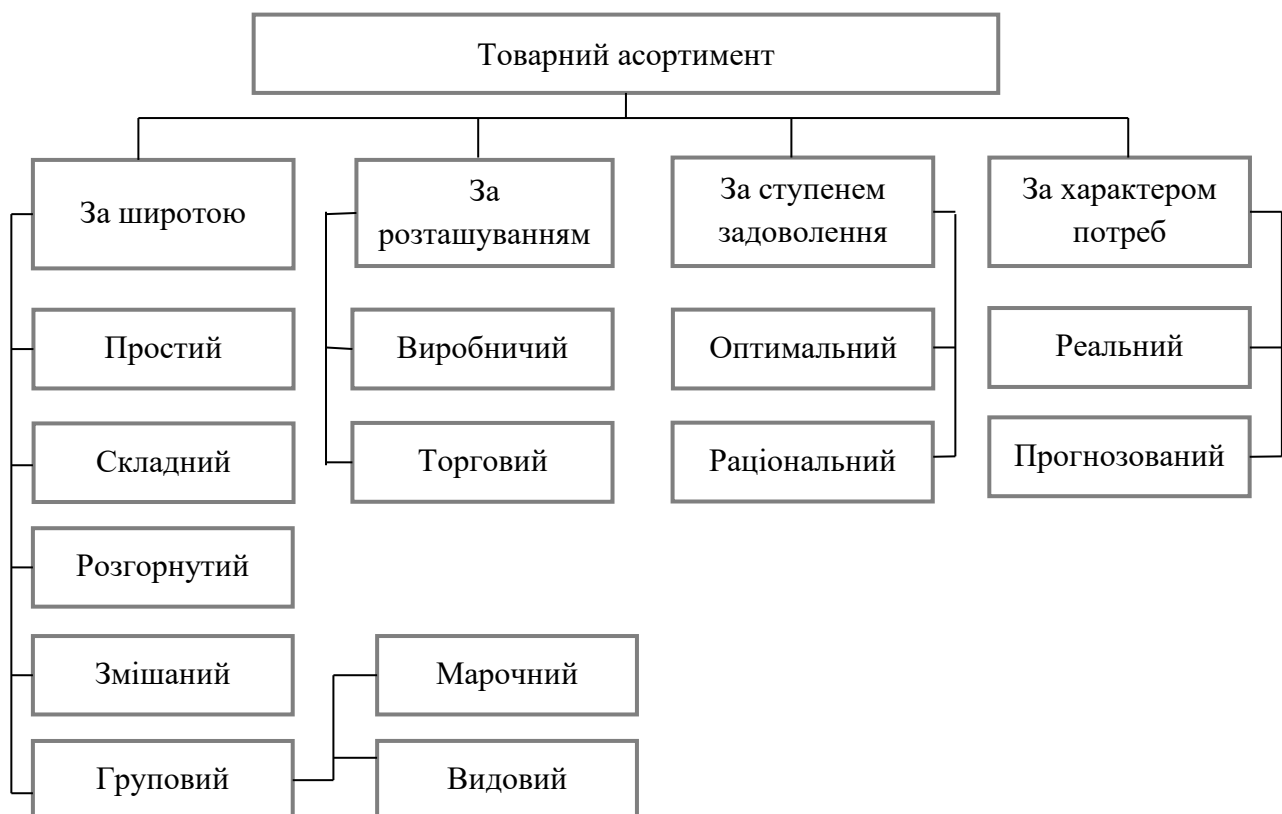 Товарний асортимент
За широтою
За
розташуванням
За ступенем
задоволення
За характером
потреб
Простий
Виробничий
Оптимальний
Реальний
Складний
Торговий
Раціональний
Прогнозований
Розгорнутий
Змішаний
Марочний
Груповий
Видовий